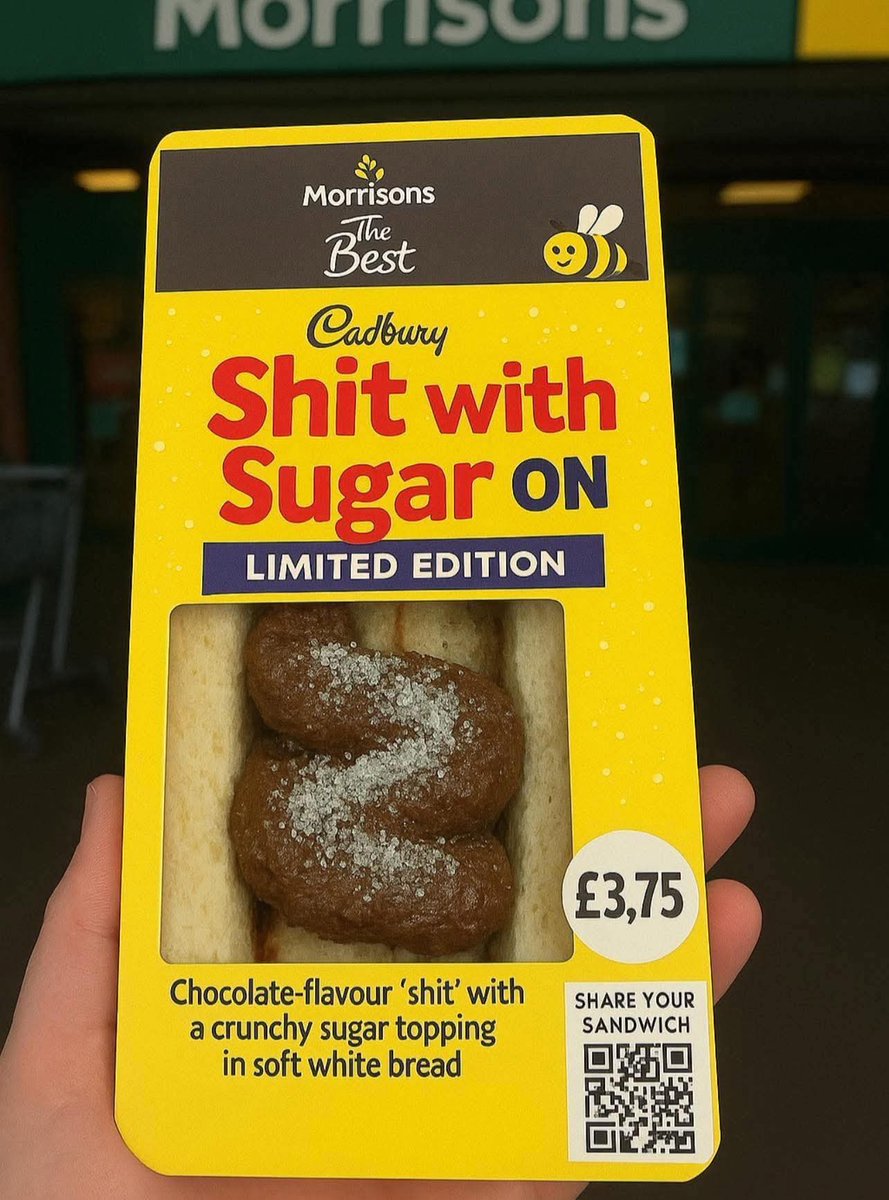 Morrisons
Morrisons
The
Best
Cadbury
Shit with
Sugar ON
LIMITED EDITION
£3,75
Chocolate-flavour ‘shit’ with
a crunchy sugar topping
in soft white bread
SHARE YOUR
SANDWICH